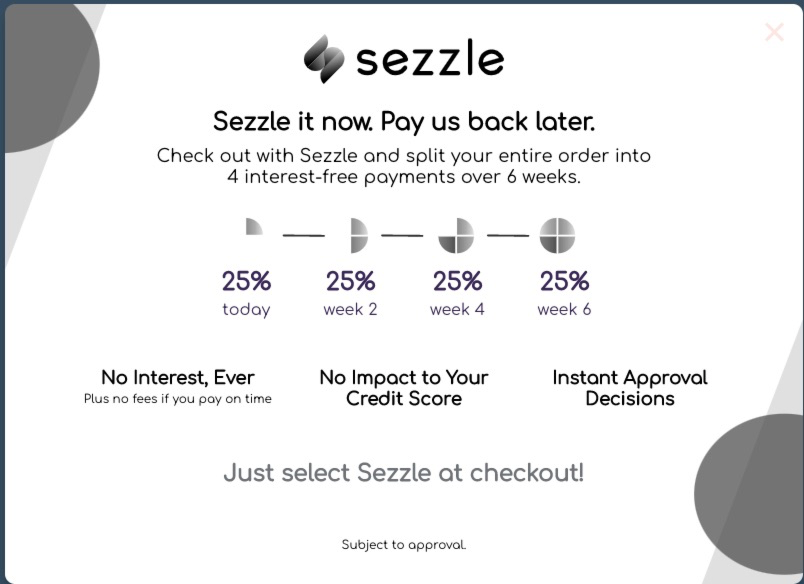 sezzle
Sezzle it now. Pay us back later.
Check out with Sezzle and split your entire order into
4 interest-free payments over 6 weeks.
25% 25% 25% 25%
today week 2 week 4 week 6
No Interest, Ever
Plus no fees if you pay on time
No Impact to Your
Credit Score
Instant Approval
Decisions
Just select Sezzle at checkout!
Subject to approval.